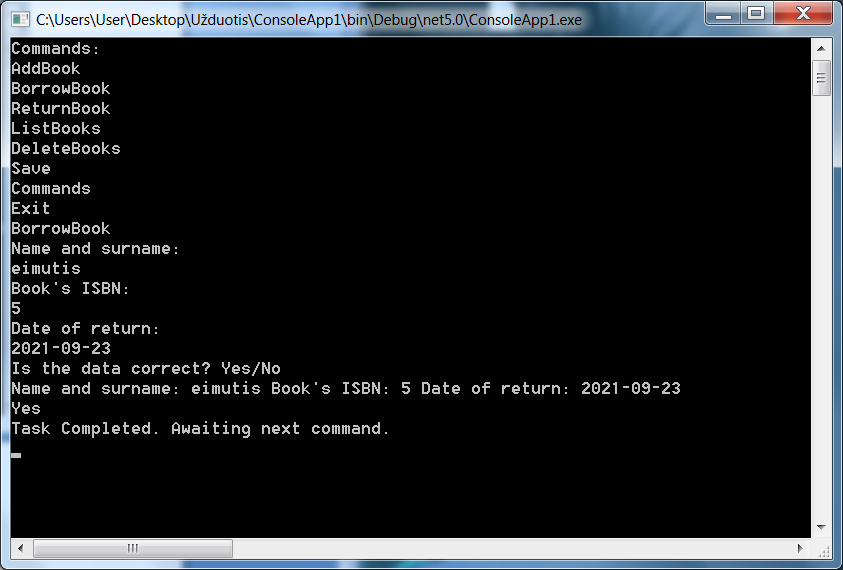 C:\Users\User\Desktop\Užduotis\ConsoleApp1\bin\Debug\net5.0\ConsoleApp1.exe
Commands:
AddBook
BorrowBook
ReturnBook
ListBooks
DeleteBooks
Save
Commands
Exit
BorrowBook
Name and surname:
eimutis
Book's ISBN:
5
Date of return:
2021-09-23
Is the data correct? Yes/No
Name and surname: eimutis Book's ISBN: 5 Date of return: 2021-09-23
Yes
Task Completed. Awaiting next command.